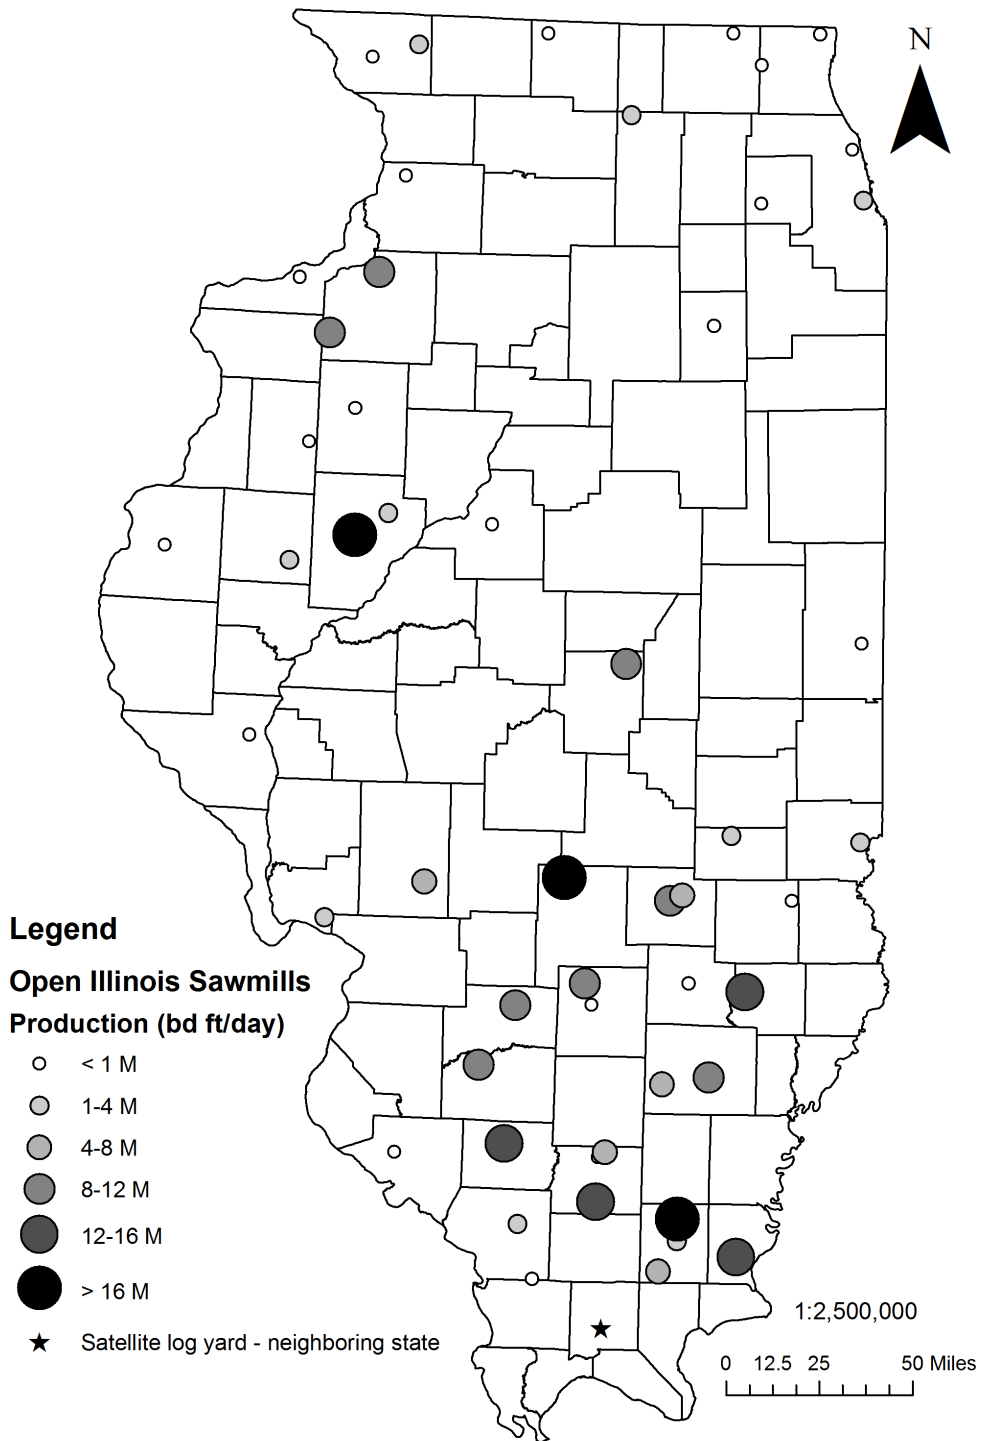 N
Legend
Open Illinois Sawmills
Production (bd ft/day)
< 1 M
1-4 M
4-8 M
8-12 M
12-16 M
> 16 M
Satellite log yard - neighboring state
1:2,500,000
0 12.5 25 50 Miles